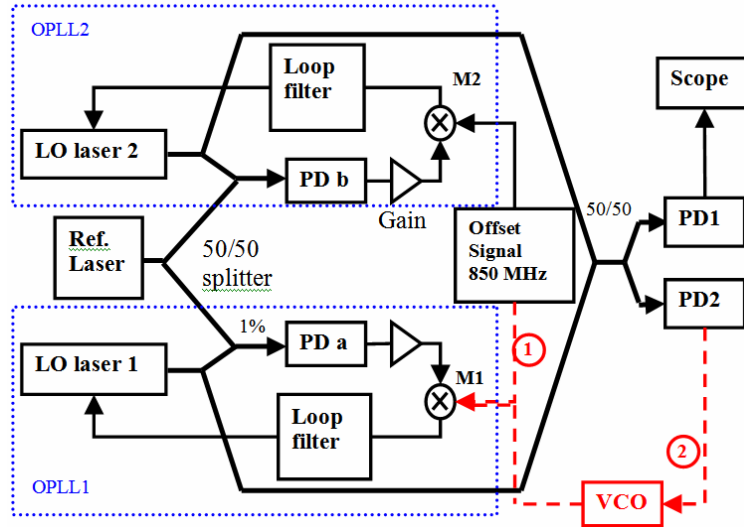 OPLL2
Loop
filter
M2
Scope
LO laser 2
PD b
Gain
50/50
PD1
Ref.
Laser
50/50
splitter
Offset
Signal
850 MHz
PD2
1%
PD a
1
LO laser 1
M1
Loop
filter
2
OPLL1
VCO